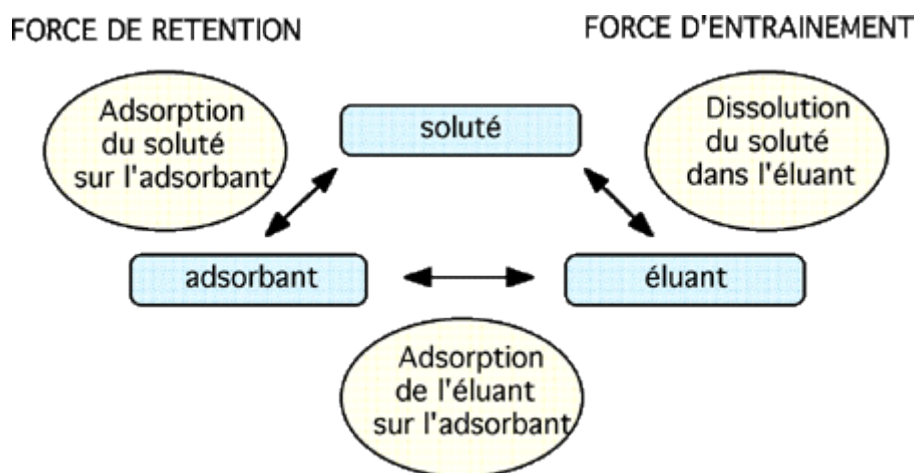 FORCE DE RETENTION
FORCE D'ENTRAINEMENT
Adsorption
du soluté
sur l'adsorbant
soluté
Dissolution
du soluté
dans l'éluant
adsorbant
éluant
Adsorption
de l'éluant
sur l'adsorbant